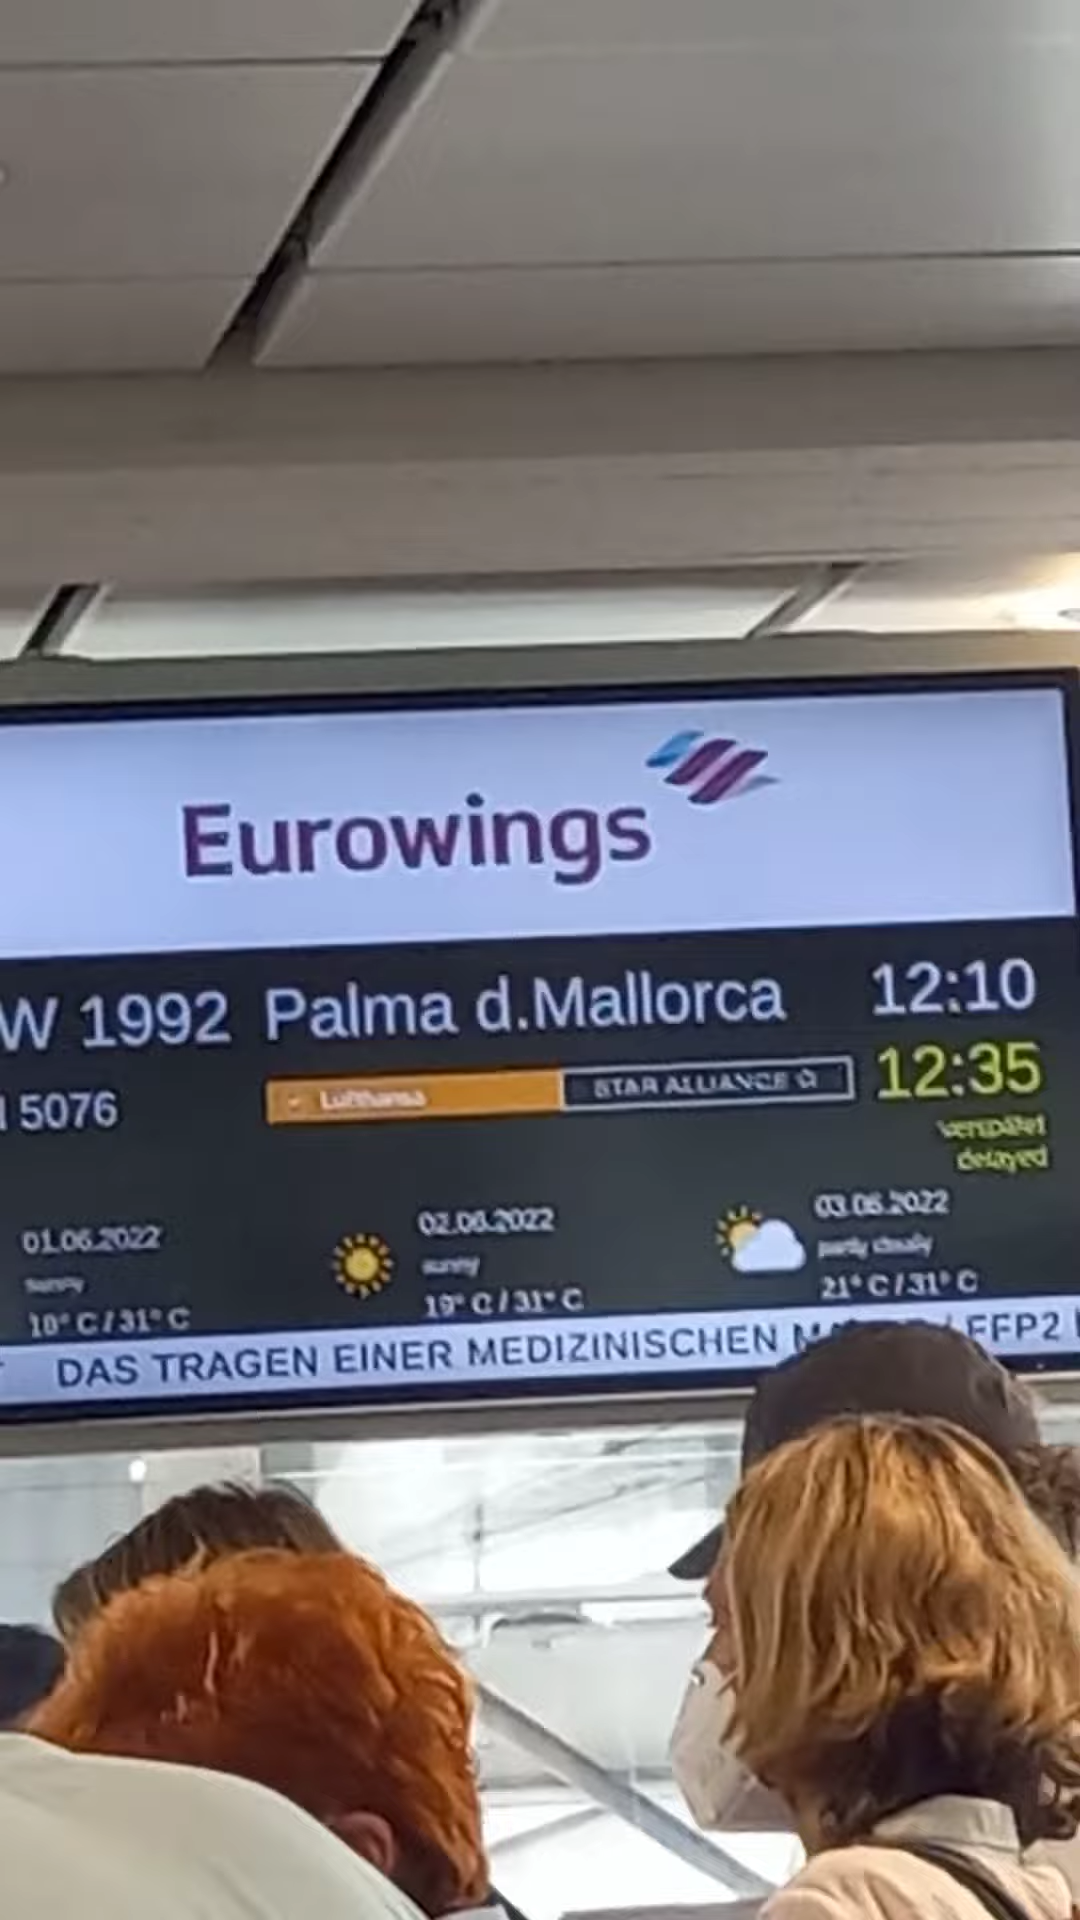 Eurowings
W 1992 Palma d.Mallorca 12:10
5076 Lufthansa STAR ALLIANCE 12:35
verspätet
delayed
01.06.2022 02.06.2022 03.06.2022
sunny sunny partly cloudy
18° C / 31° C 19° C / 31° C 21° C / 31° C
DAS TRAGEN EINER MEDIZINISCHEN / FFP2